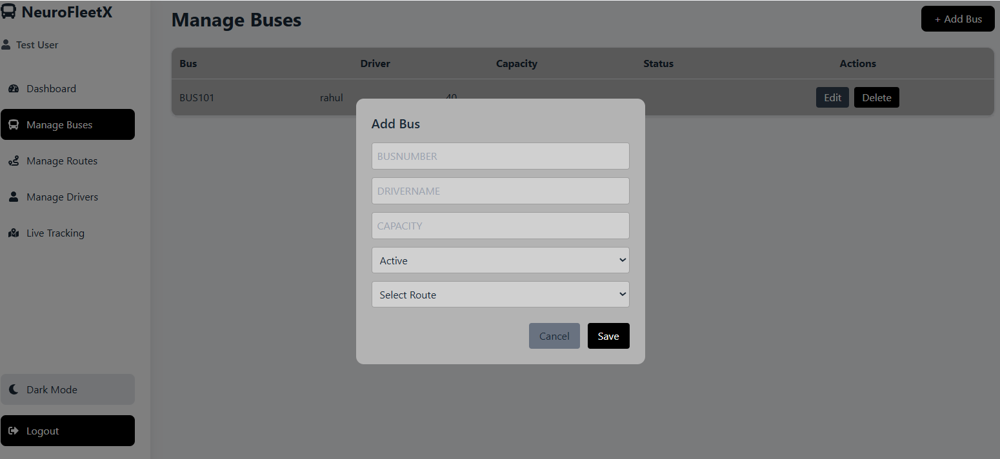 NeuroFleetX
Manage Buses
+ Add Bus
Test User
Bus Driver Capacity Status Actions
Dashboard
BUS101 rahul 40 Edit Delete
Manage Buses
Add Bus
BUSNUMBER
Manage Routes
DRIVERNAME
Manage Drivers
CAPACITY
Live Tracking
Active
Select Route
Cancel Save
Dark Mode
Logout